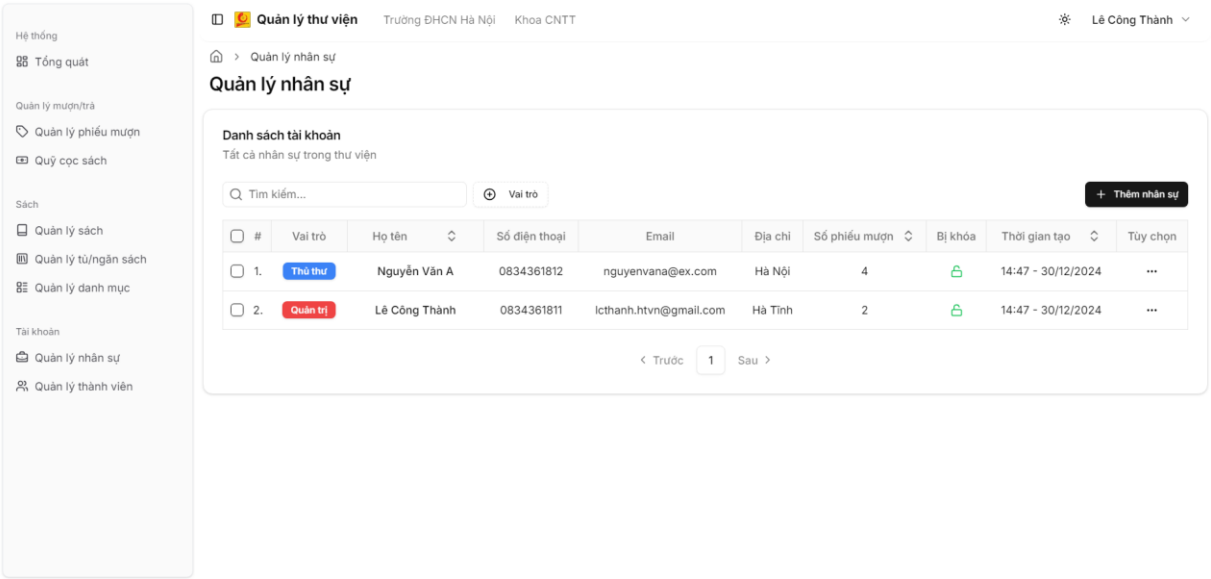 Hệ thống
Tổng quát
Quản lý mượn/trả
Quản lý phiếu mượn
Quỹ cọc sách
Sách
Quản lý sách
Quản lý tủ/ngăn sách
Quản lý danh mục
Tài khoản
Quản lý nhân sự
Quản lý thành viên
Quản lý thư viện Trường ĐHCN Hà Nội Khoa CNTT Lê Công Thành
Quản lý nhân sự
Quản lý nhân sự
Danh sách tài khoản
Tất cả nhân sự trong thư viện
Tìm kiếm... Vai trò + Thêm nhân sự
# Vai trò Họ tên Số điện thoại Email Địa chỉ Số phiếu mượn Bị khóa Thời gian tạo Tùy chọn
1. Thủ thư Nguyễn Văn A 0834361812 nguyenvana@ex.com Hà Nội 4 14:47 - 30/12/2024 ...
2. Quản trị Lê Công Thành 0834361811 lcthanh.htvn@gmail.com Hà Tĩnh 2 14:47 - 30/12/2024 ...
< Trước 1 Sau >